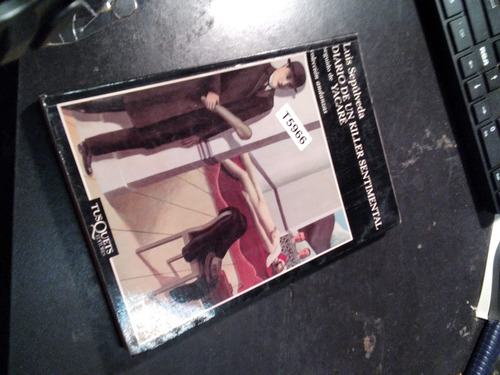 Luis Sepúlveda
DIARIO DE UN KILLER SENTIMENTAL
seguido de
YACARÉ
colección andanzas
T5966
TUSQUETS
EDITORES